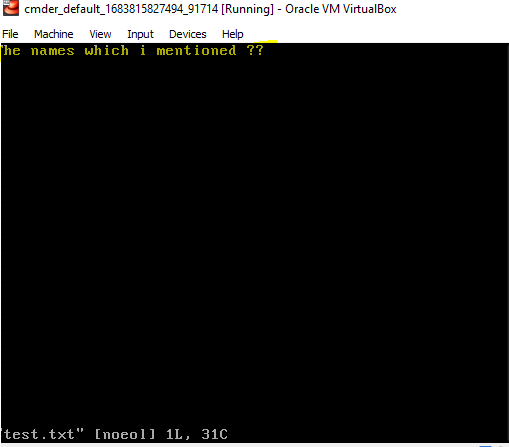 cmder_default_1683815827494_91714 [Running] - Oracle VM VirtualBox
File Machine View Input Devices Help
The names which i mentioned ??
"test.txt" [noeol] 1L, 31C